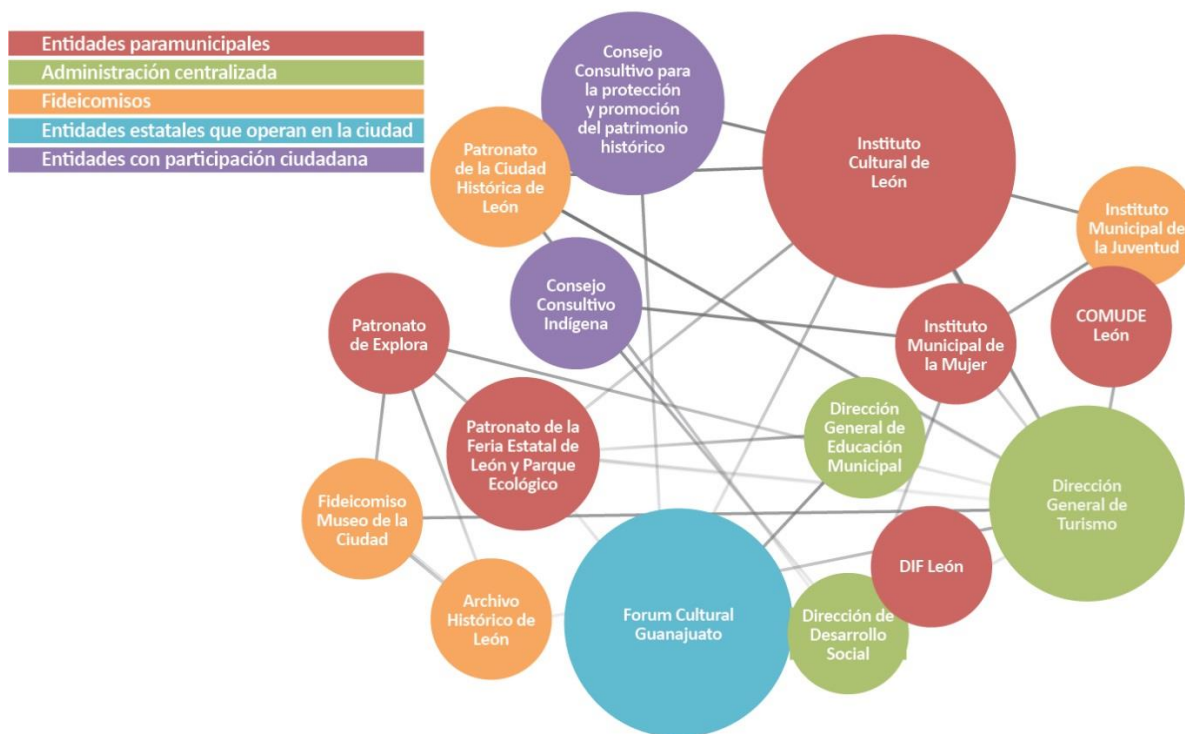 Entidades paramunicipales
Administración centralizada
Fideicomisos
Entidades estatales que operan en la ciudad
Entidades con participación ciudadana
Consejo
Consultivo para
la protección
y promoción
del patrimonio
histórico
Instituto
Cultural de
León
Patronato
de la Ciudad
Histórica de
León
Instituto
Municipal de
la Juventud
Consejo
Consultivo
Indígena
Patronato
de Explora
Instituto
Municipal de
la Mujer
COMUDE
León
Patronato de la
Feria Estatal de
León y Parque
Ecológico
Dirección
General de
Educación
Municipal
Dirección
General de
Turismo
Fideicomiso
Museo de la
Ciudad
DIF León
Archivo
Histórico de
León
Forum Cultural
Guanajuato
Dirección de
Desarrollo
Social